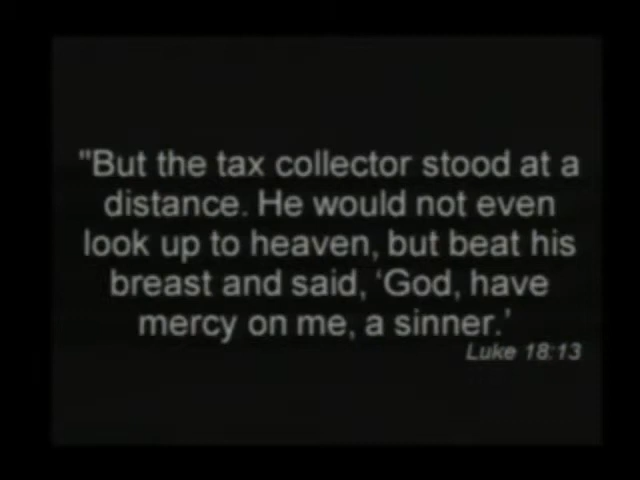 "But the tax collector stood at a
distance. He would not even
look up to heaven, but beat his
breast and said, ‘God, have
mercy on me, a sinner.’
Luke 18:13